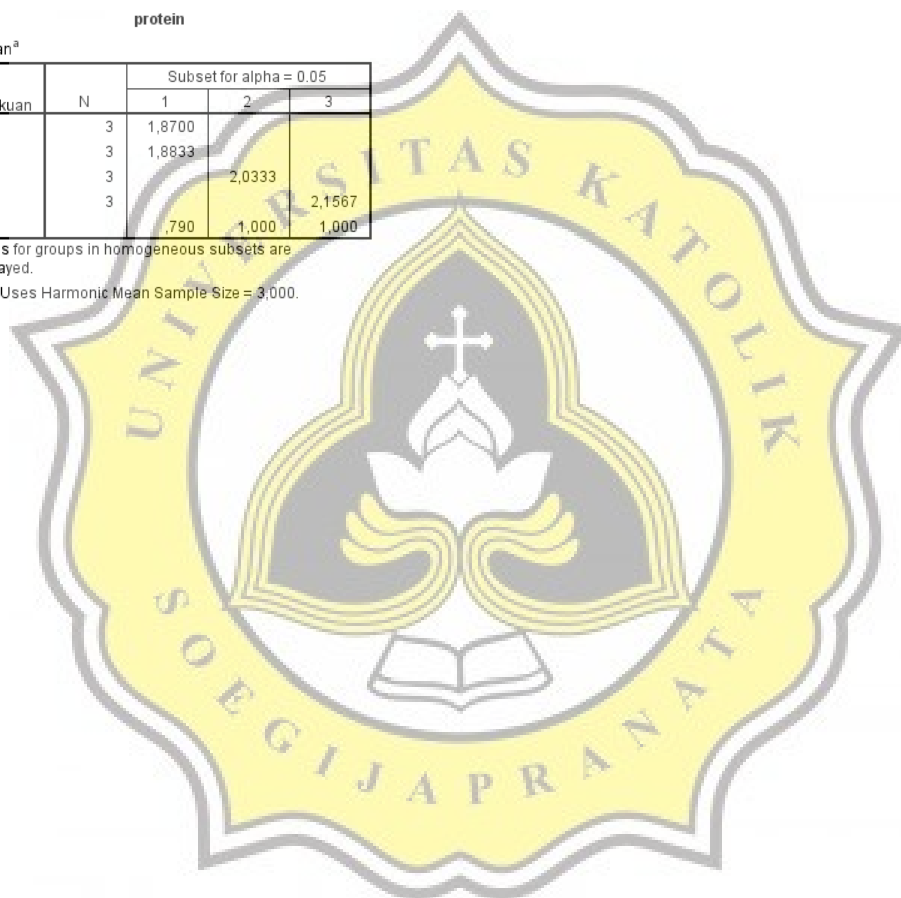 protein
an^a
kuan N Subset for alpha = 0.05
1 2 3
3 1,8700
3 1,8833
3 2,0333
3 2,1567
,790 1,000 1,000
s for groups in homogeneous subsets are
ayed.
Uses Harmonic Mean Sample Size = 3,000.
UNIVERSITAS KATOLIK
SOEGIJAPRANATA